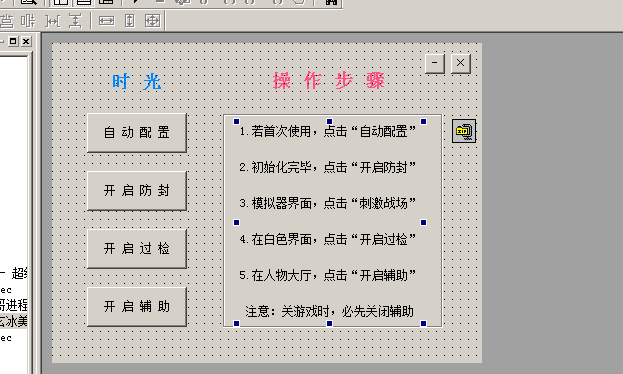 时 光
操 作 步 骤
自 动 配 置
开 启 防 封
开 启 过 检
开 启 辅 助
1.若首次使用，点击“自动配置”
2.初始化完毕，点击“开启防封”
3.模拟器界面，点击“刺激战场”
4.在白色界面，点击“开启过检”
5.在人物大厅，点击“开启辅助”
注意：关游戏时，必先关闭辅助
- 超级
ec
哥进程
玄冰美
ec